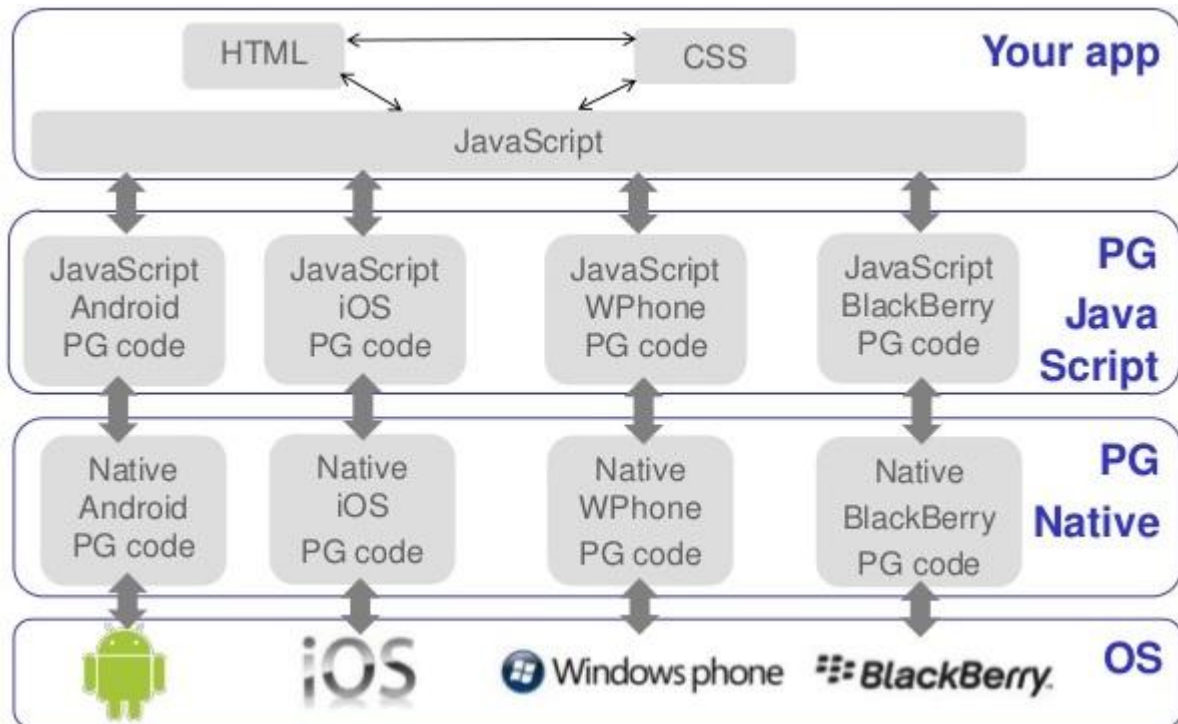 HTML
CSS
Your app
JavaScript
JavaScript
Android
PG code
JavaScript
iOS
PG code
JavaScript
WPhone
PG code
JavaScript
BlackBerry
PG code
PG
Java
Script
Native
Android
PG code
Native
iOS
PG code
Native
WPhone
PG code
Native
BlackBerry
PG code
PG
Native
iOS
Windows phone
BlackBerry.
OS